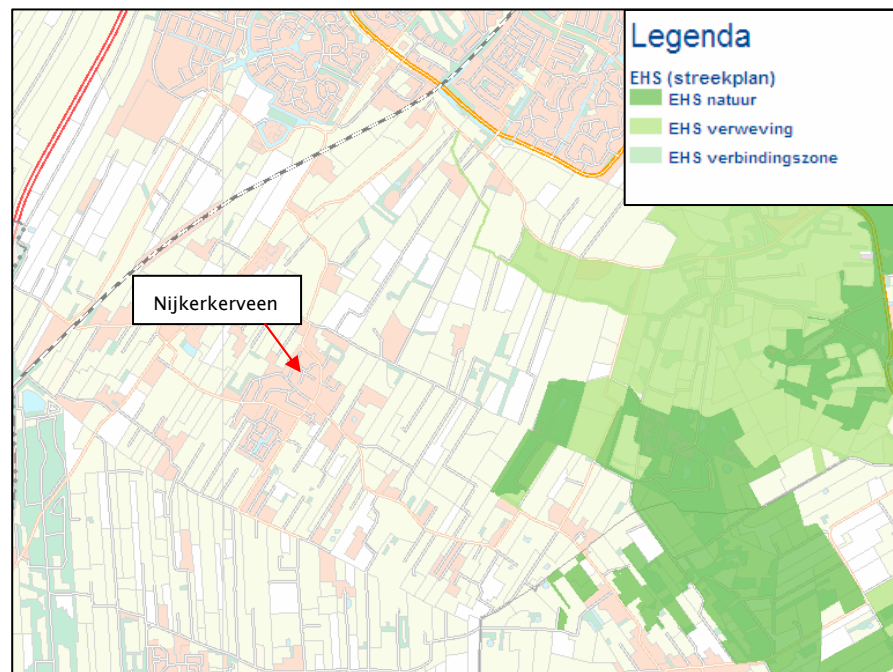 Legenda
EHS (streekplan)
EHS natuur
EHS verweving
EHS verbindingszone
Nijkerkerveen